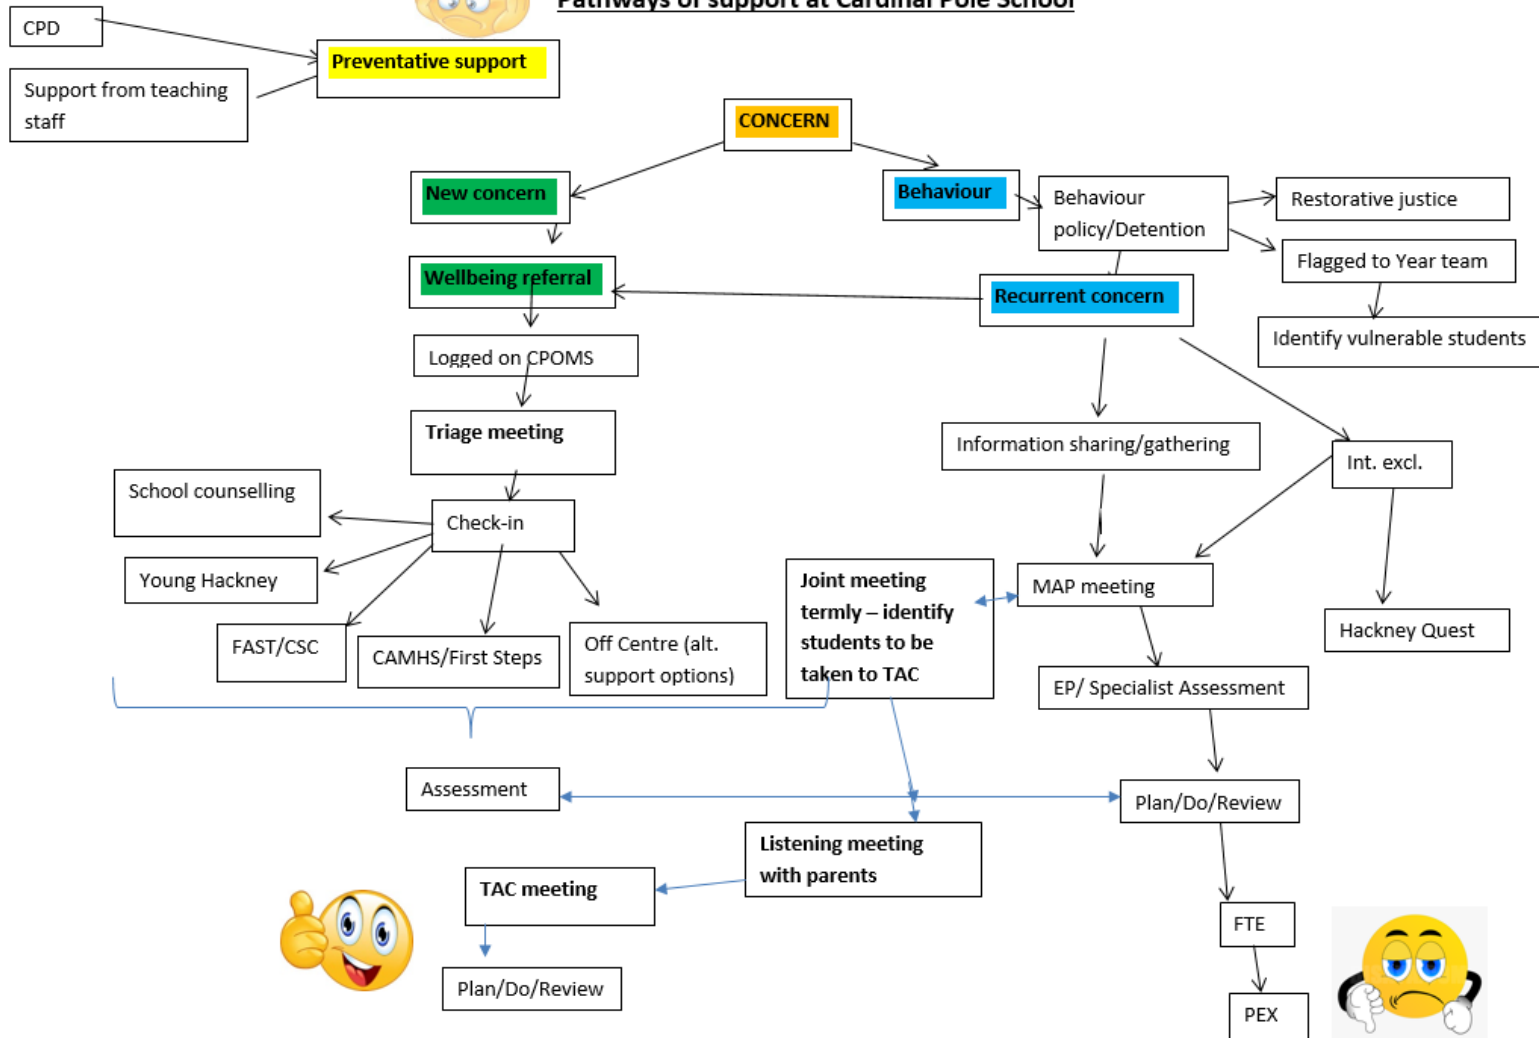 Pathways of support at Cardinal Pole School
CPD
Preventative support
Support from teaching
staff
CONCERN
New concern
Behaviour
Behaviour
policy/Detention
Restorative justice
Flagged to Year team
Wellbeing referral
Recurrent concern
Identify vulnerable students
Logged on CPOMS
Triage meeting
Information sharing/gathering
Int. excl.
School counselling
Check-in
Young Hackney
Joint meeting
termly – identify
students to be
taken to TAC
MAP meeting
FAST/CSC
CAMHS/First Steps
Off Centre (alt.
support options)
Hackney Quest
EP/ Specialist Assessment
Assessment
Plan/Do/Review
Listening meeting
with parents
TAC meeting
FTE
Plan/Do/Review
PEX